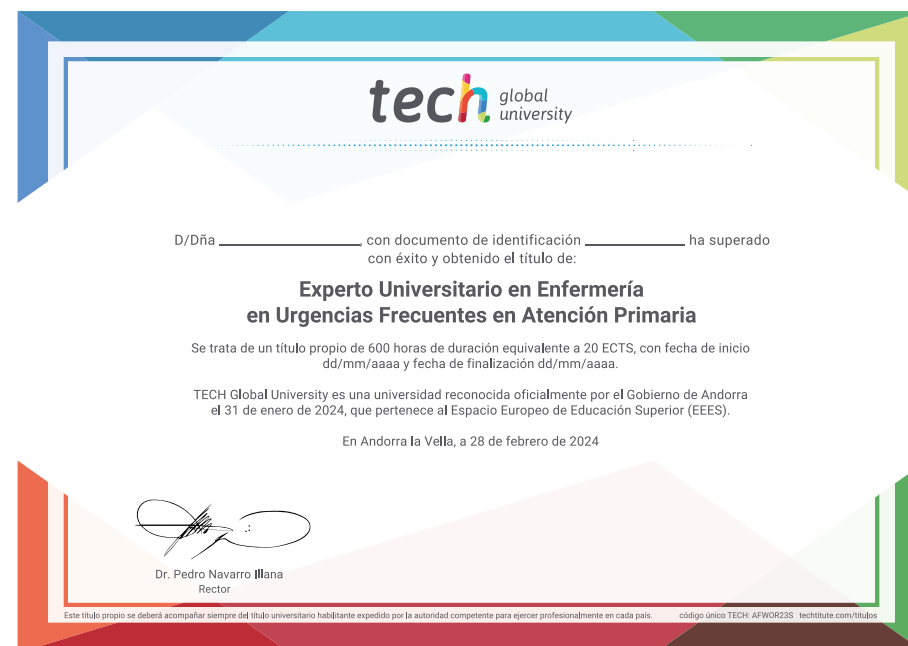 tech global university
D/Dña ____________________, con documento de identificación ______________ ha superado
con éxito y obtenido el título de:
Experto Universitario en Enfermería
en Urgencias Frecuentes en Atención Primaria
Se trata de un título propio de 600 horas de duración equivalente a 20 ECTS, con fecha de inicio
dd/mm/aaaa y fecha de finalización dd/mm/aaaa.
TECH Global University es una universidad reconocida oficialmente por el Gobierno de Andorra
el 31 de enero de 2024, que pertenece al Espacio Europeo de Educación Superior (EEES).
En Andorra la Vella, a 28 de febrero de 2024
Dr. Pedro Navarro Illana
Rector
Este título propio se deberá acompañar siempre del título universitario habilitante expedido por la autoridad competente para ejercer profesionalmente en cada país. código único TECH: AFWOR23S techtitute.com/titulos